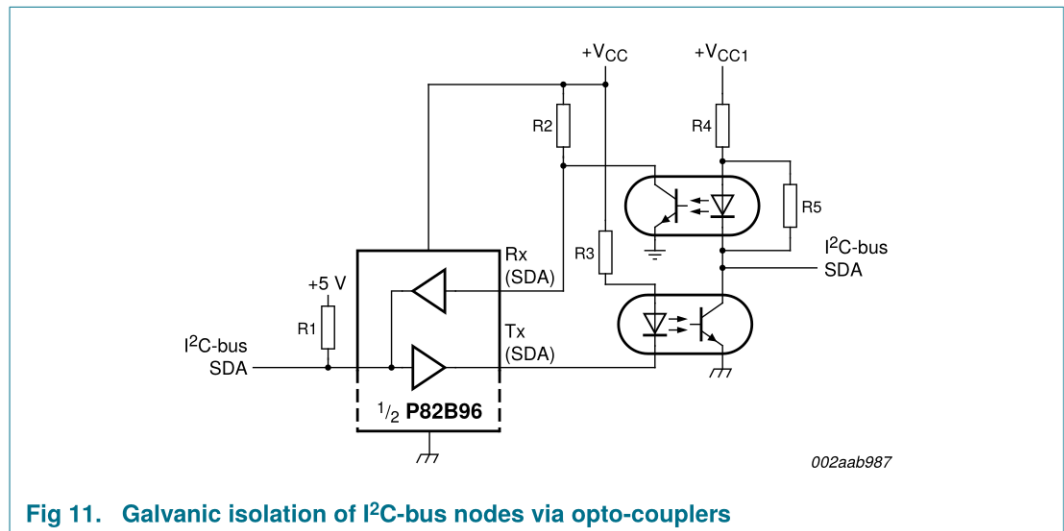 +VCC
+VCC1
R2
R4
R5
R3
I2C-bus
SDA
Rx
(SDA)
+5 V
R1
Tx
(SDA)
I2C-bus
SDA
1/2 P82B96
002aab987
Fig 11. Galvanic isolation of I2C-bus nodes via opto-couplers